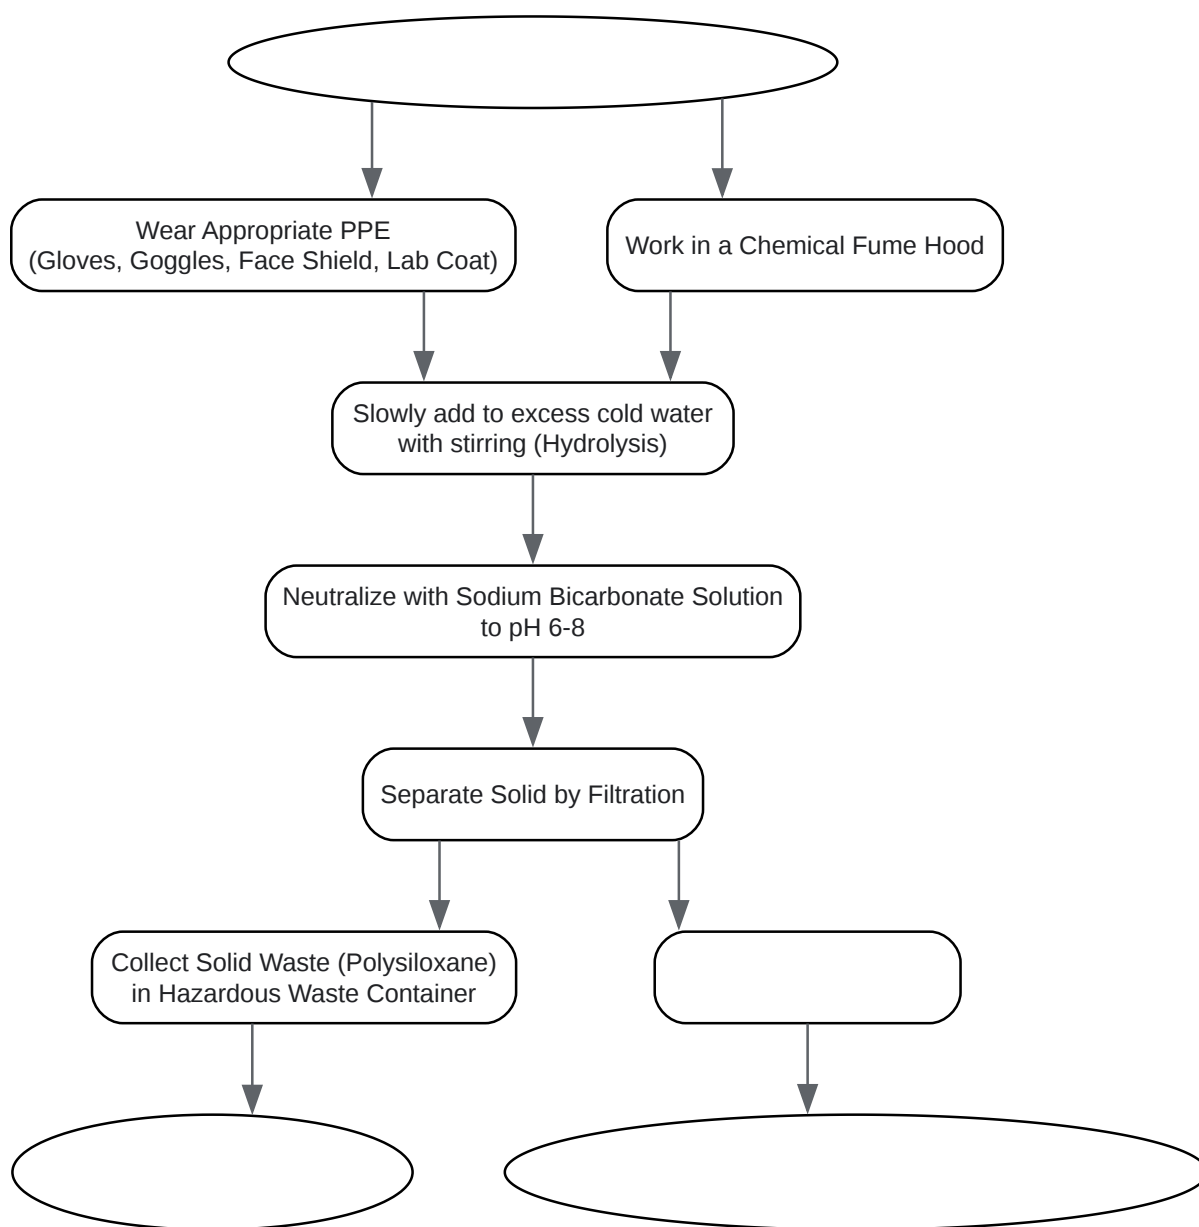 Wear Appropriate PPE
(Gloves, Goggles, Face Shield, Lab Coat)
Work in a Chemical Fume Hood
Slowly add to excess cold water
with stirring (Hydrolysis)
Neutralize with Sodium Bicarbonate Solution
to pH 6-8
Separate Solid by Filtration
Collect Solid Waste (Polysiloxane)
in Hazardous Waste Container